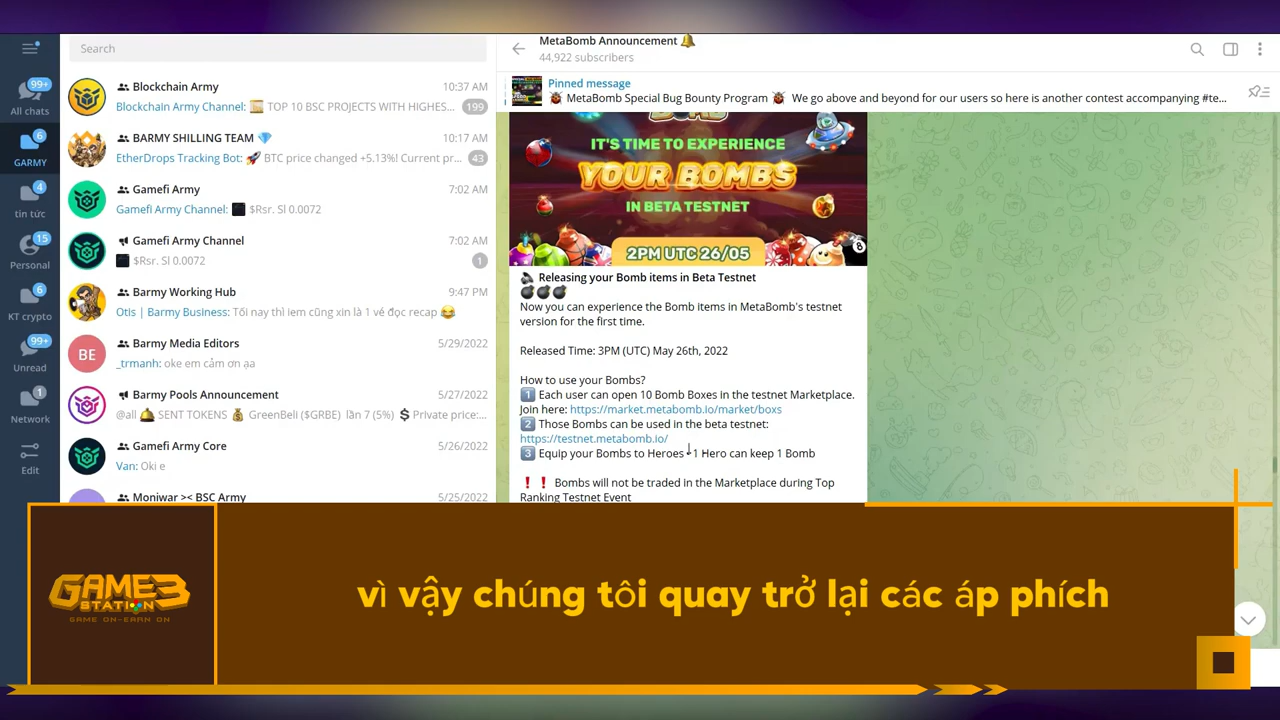 Search
99+
All chats
6
GARMY
4
tin tức
15
Personal
6
KT crypto
99+
Unread
1
Network
Edit
Blockchain Army
10:37 AM
Blockchain Army Channel: 📜 TOP 10 BSC PROJECTS WITH HIGHES...
199
BARMY SHILLING TEAM 💎
10:17 AM
EtherDrops Tracking Bot: 🚀 BTC price changed +5.13%! Current pr...
43
Gamefi Army
7:02 AM
Gamefi Army Channel: ⬛ $Rsr. Sl 0.0072
Gamefi Army Channel
7:02 AM
⬛ $Rsr. Sl 0.0072
1
Barmy Working Hub
9:47 PM
Otis | Barmy Business: Tối nay thì iem cũng xin là 1 vé đọc recap 😂
BE
Barmy Media Editors
5/29/2022
_trmanh: oke em cảm ơn ạa
Barmy Pools Announcement
5/27/2022
@all 🔔 SENT TOKENS 💰 GreenBell ($GRBE) lần 7 (5%) 💲 Private price:...
Gamefi Army Core
5/26/2022
Van: Oki e
Moniwar >< BSC Army
5/25/2022
MetaBomb Announcement 🔔
44,922 subscribers
Pinned message
🐞 MetaBomb Special Bug Bounty Program 🐞 We go above and beyond for our users so here is another contest accompanying #te...
BOMB
IT'S TIME TO EXPERIENCE
YOUR BOMBS
IN BETA TESTNET
2PM UTC 26/05
8
Releasing your Bomb items in Beta Testnet
💣💣💣
Now you can experience the Bomb items in MetaBomb's testnet
version for the first time.
Released Time: 3PM (UTC) May 26th, 2022
How to use your Bombs?
1️⃣ Each user can open 10 Bomb Boxes in the testnet Marketplace.
Join here: https://market.metabomb.io/market/boxs
2️⃣ Those Bombs can be used in the beta testnet:
https://testnet.metabomb.io/
3️⃣ Equip your Bombs to Heroes - 1 Hero can keep 1 Bomb
❗❗ Bombs will not be traded in the Marketplace during Top
Ranking Testnet Event
GAME3
STATION
GAME ON-EARN ON
vì vậy chúng tôi quay trở lại các áp phích